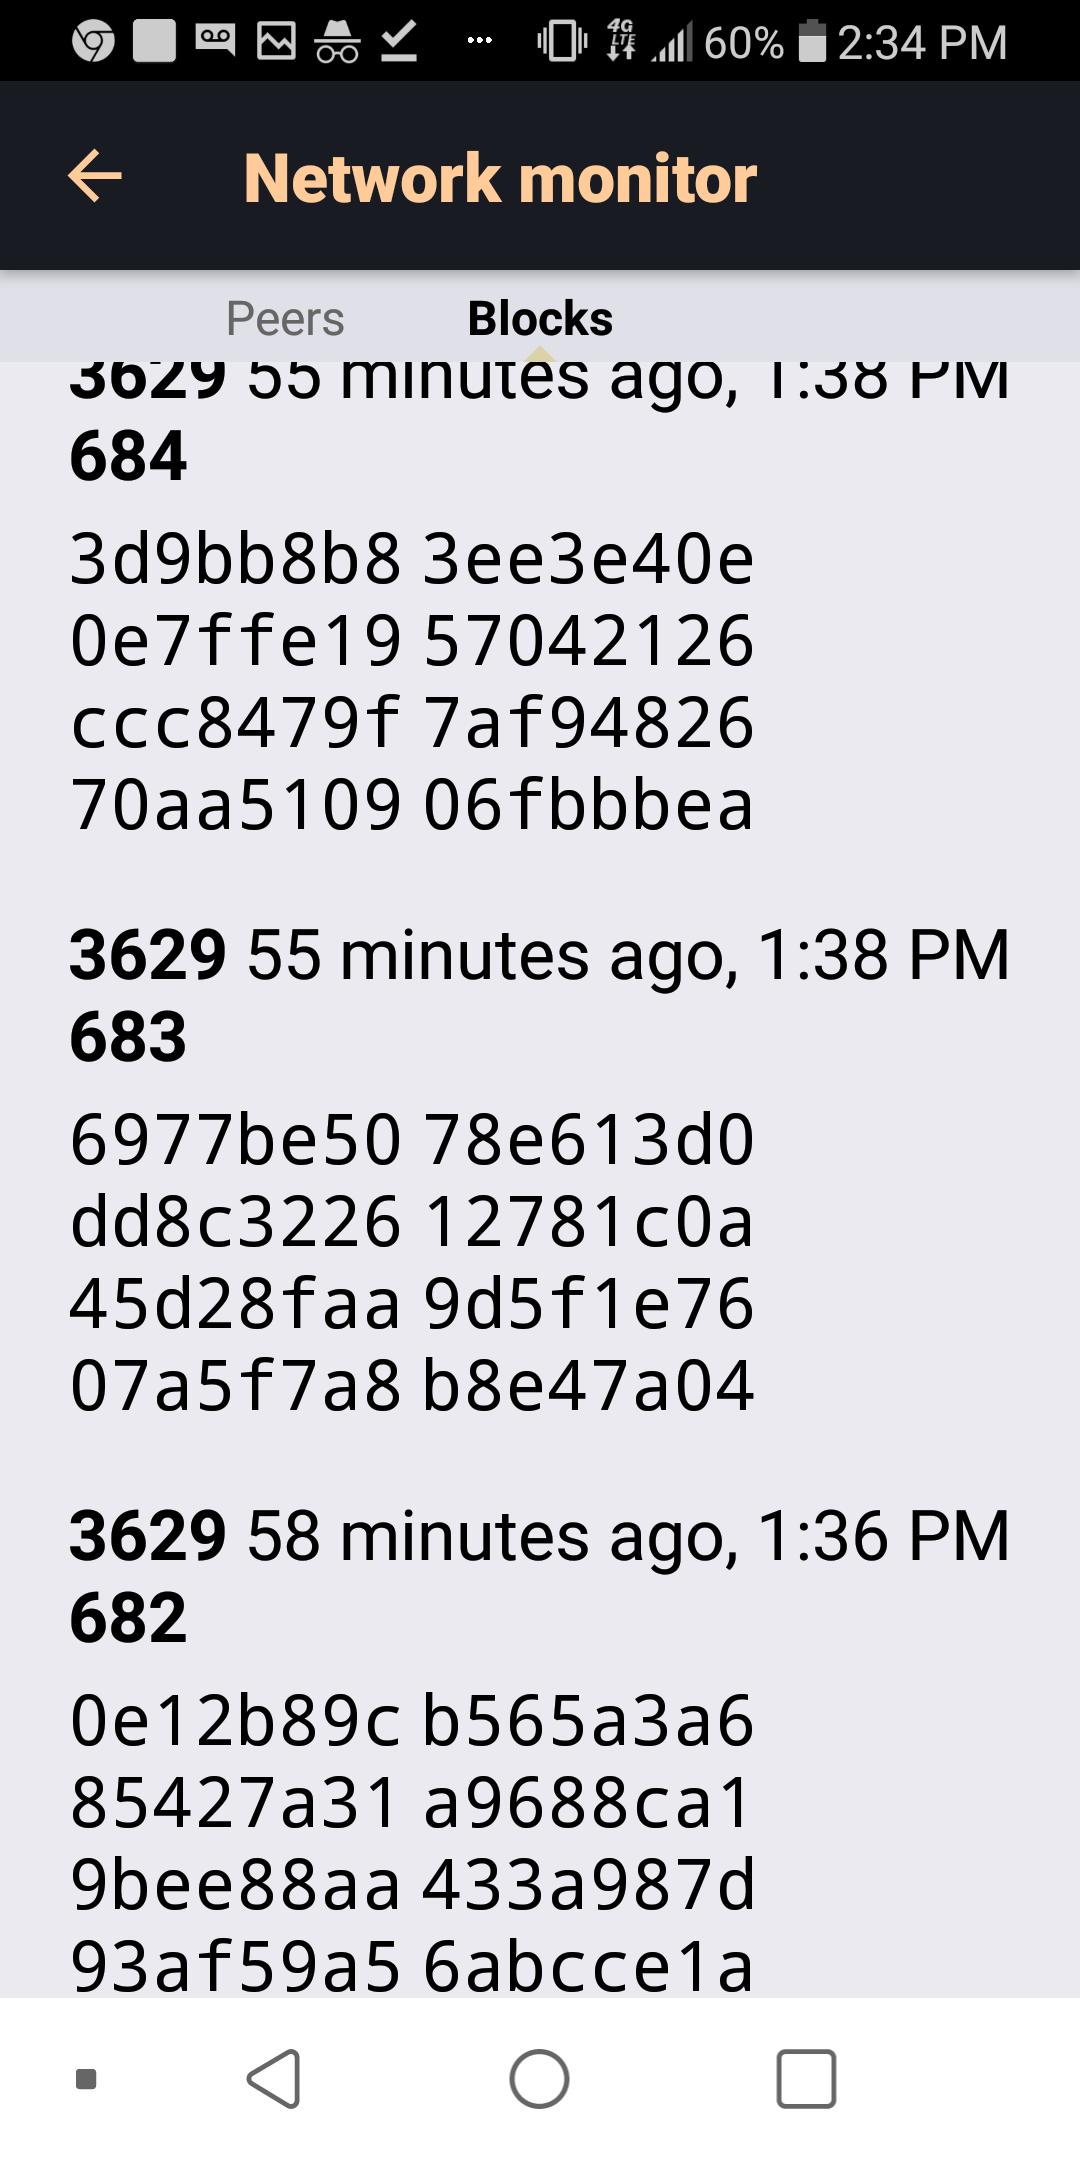 4G
LTE
60% 2:34 PM
Network monitor
Peers Blocks
3629 55 minutes ago, 1:38 PM
684
3d9bb8b8 3ee3e40e
0e7ffe19 57042126
ccc8479f 7af94826
70aa5109 06fbbbea
3629 55 minutes ago, 1:38 PM
683
6977be50 78e613d0
dd8c3226 12781c0a
45d28faa 9d5f1e76
07a5f7a8 b8e47a04
3629 58 minutes ago, 1:36 PM
682
0e12b89c b565a3a6
85427a31 a9688ca1
9bee88aa 433a987d
93af59a5 6abcce1a